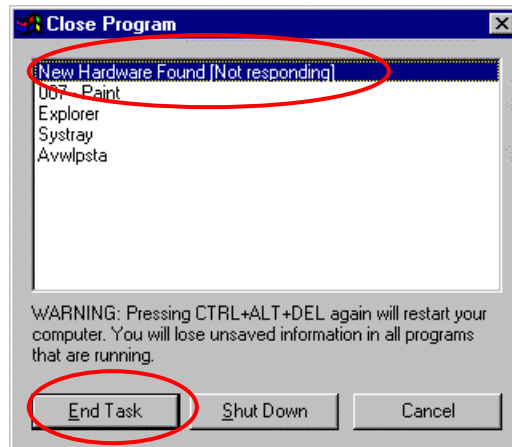 Close Program
New Hardware Found [Not responding]
007 - Paint
Explorer
Systray
Avwlpsta
WARNING: Pressing CTRL+ALT+DEL again will restart your
computer. You will lose unsaved information in all programs
that are running.
End Task Shut Down Cancel